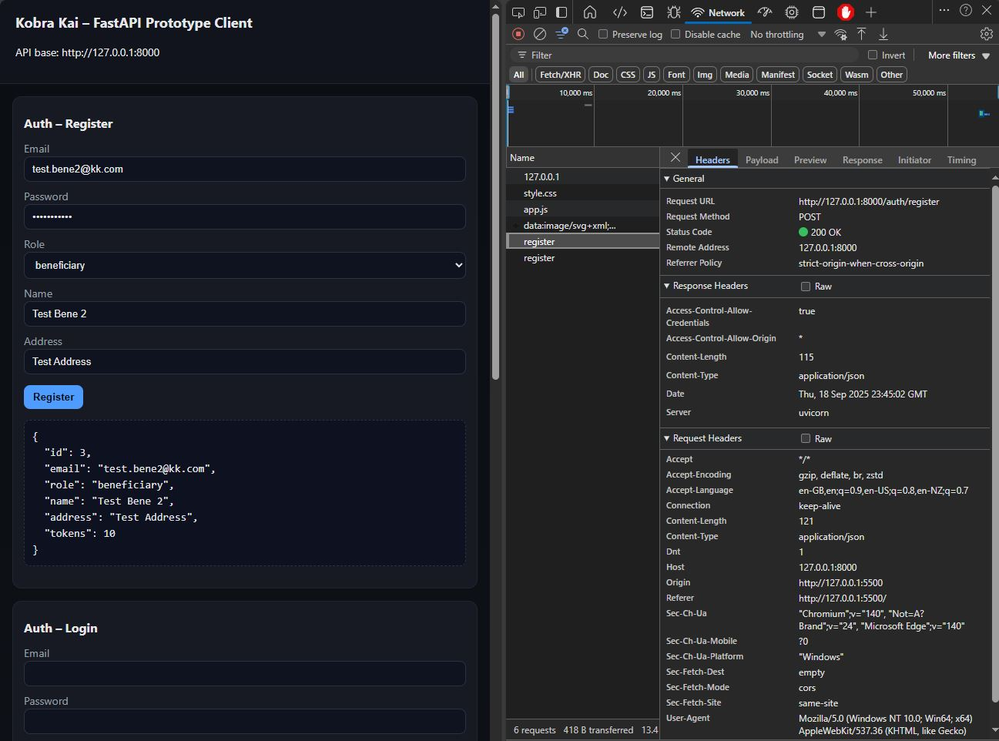 Kobra Kai – FastAPI Prototype Client
API base: http://127.0.0.1:8000
Auth – Register
Email
test.bene2@kk.com
Password
•••••••••••
Role
beneficiary
Name
Test Bene 2
Address
Test Address
Register
{
"id": 3,
"email": "test.bene2@kk.com",
"role": "beneficiary",
"name": "Test Bene 2",
"address": "Test Address",
"tokens": 10
}
Auth – Login
Email
Password
Network
Preserve log Disable cache No throttling
Filter Invert More filters
All Fetch/XHR Doc CSS JS Font Img Media Manifest Socket Wasm Other
10,000 ms 20,000 ms 30,000 ms 40,000 ms 50,000 ms
Name
127.0.0.1
style.css
app.js
data:image/svg+xml;...
register
register
6 requests 418 B transferred 13.4
Headers Payload Preview Response Initiator Timing
General
Request URL http://127.0.0.1:8000/auth/register
Request Method POST
Status Code 200 OK
Remote Address 127.0.0.1:8000
Referrer Policy strict-origin-when-cross-origin
Response Headers Raw
Access-Control-Allow- true
Credentials
Access-Control-Allow-Origin *
Content-Length 115
Content-Type application/json
Date Thu, 18 Sep 2025 23:45:02 GMT
Server uvicorn
Request Headers Raw
Accept */*
Accept-Encoding gzip, deflate, br, zstd
Accept-Language en-GB,en;q=0.9,en-US;q=0.8,en-NZ;q=0.7
Connection keep-alive
Content-Length 121
Content-Type application/json
Dnt 1
Host 127.0.0.1:8000
Origin http://127.0.0.1:5500
Referer http://127.0.0.1:5500/
Sec-Ch-Ua "Chromium";v="140", "Not=A?
Brand";v="24", "Microsoft Edge";v="140"
Sec-Ch-Ua-Mobile ?0
Sec-Ch-Ua-Platform "Windows"
Sec-Fetch-Dest empty
Sec-Fetch-Mode cors
Sec-Fetch-Site same-site
User-Agent Mozilla/5.0 (Windows NT 10.0; Win64; x64)
AppleWebKit/537.36 (KHTML, like Gecko)